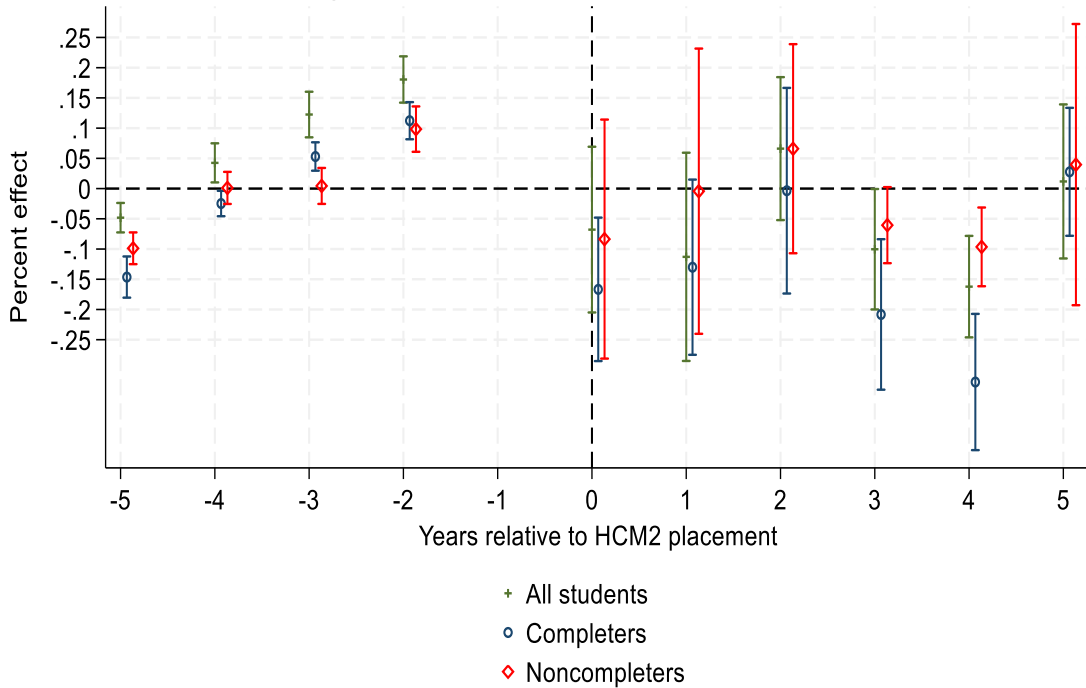 Percent effect
.25
.2
.15
.1
.05
0
-.05
-.1
-.15
-.2
-.25
-5 -4 -3 -2 -1 0 1 2 3 4 5
Years relative to HCM2 placement
All students
Completers
Noncompleters